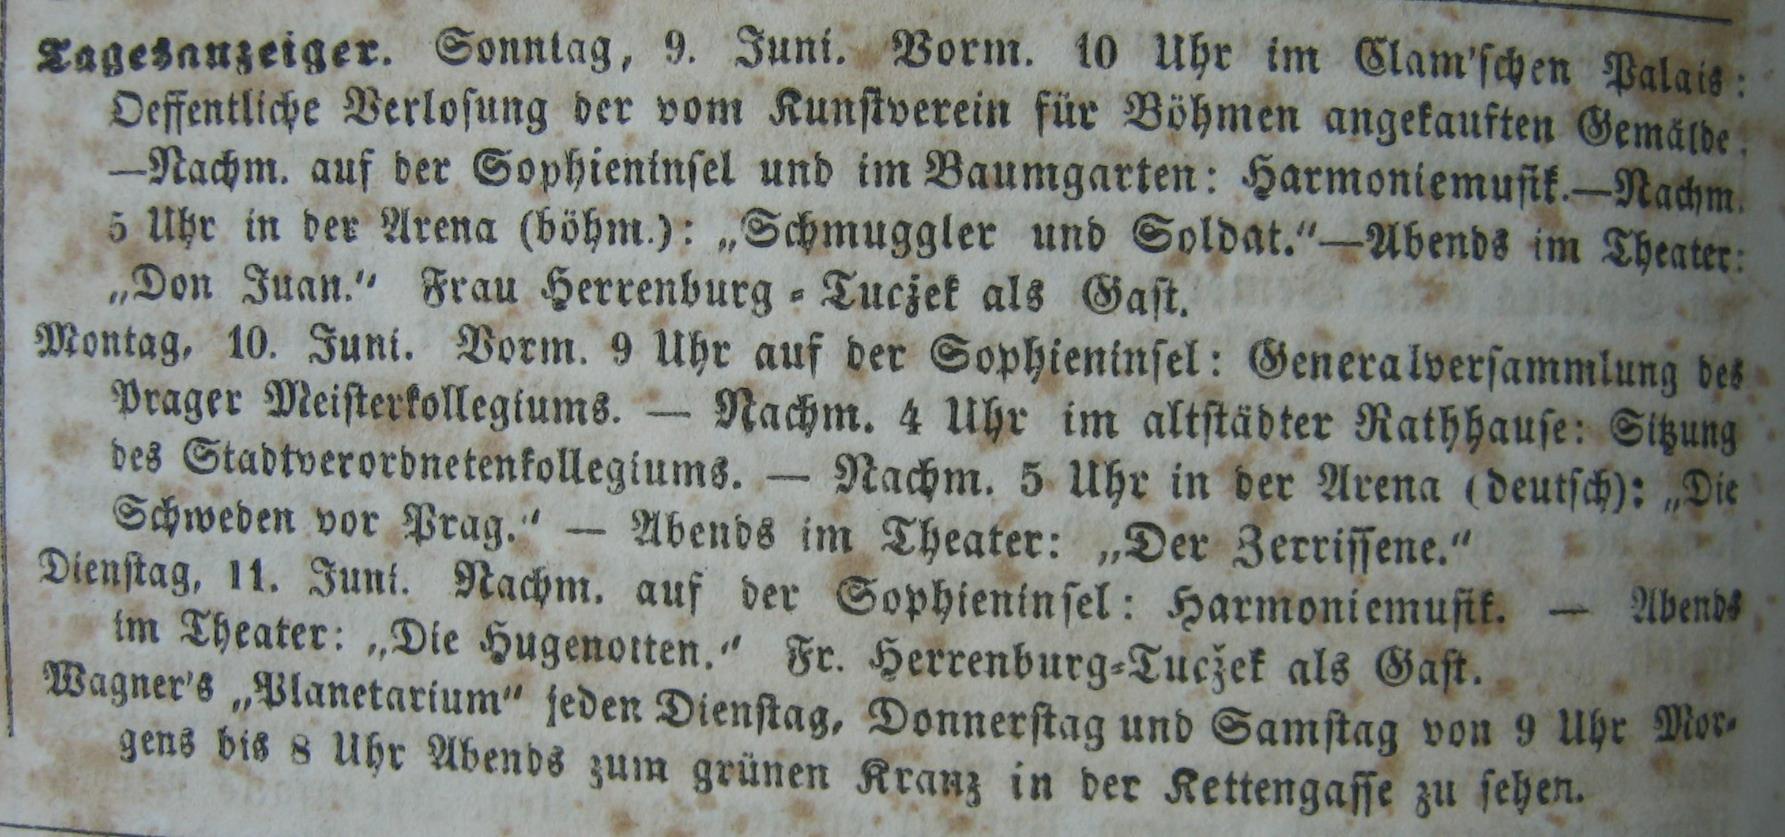 Tagesanzeiger. Sonntag, 9. Juni. Vorm. 10 Uhr im Clam'schen Palais:
Oeffentliche Verlosung der vom Kunstverein für Böhmen angekauften Gemälde.
—Nachm. auf der Sophieninsel und im Baumgarten: Harmoniemusik.—Nachm.
5 Uhr in der Arena (böhm.): „Schmuggler und Soldat.“—Abends im Theater:
„Don Juan.“ Frau Herrenburg-Tuczek als Gast.
Montag, 10. Juni. Vorm. 9 Uhr auf der Sophieninsel: Generalversammlung des
Prager Meisterkollegiums. — Nachm. 4 Uhr im altstädter Rathhause: Sitzung
des Stadtverordnetenkollegiums. — Nachm. 5 Uhr in der Arena (deutsch): „Die
Schweden vor Prag.“ — Abends im Theater: „Der Zerrissene.“
Dienstag, 11. Juni. Nachm. auf der Sophieninsel: Harmoniemusik. — Abends
im Theater: „Die Hugenotten.“ Fr. Herrenburg-Tuczek als Gast.
Wagner's „Planetarium“ jeden Dienstag, Donnerstag und Samstag von 9 Uhr Mor-
gens bis 8 Uhr Abends zum grünen Kranz in der Kettengasse zu sehen.